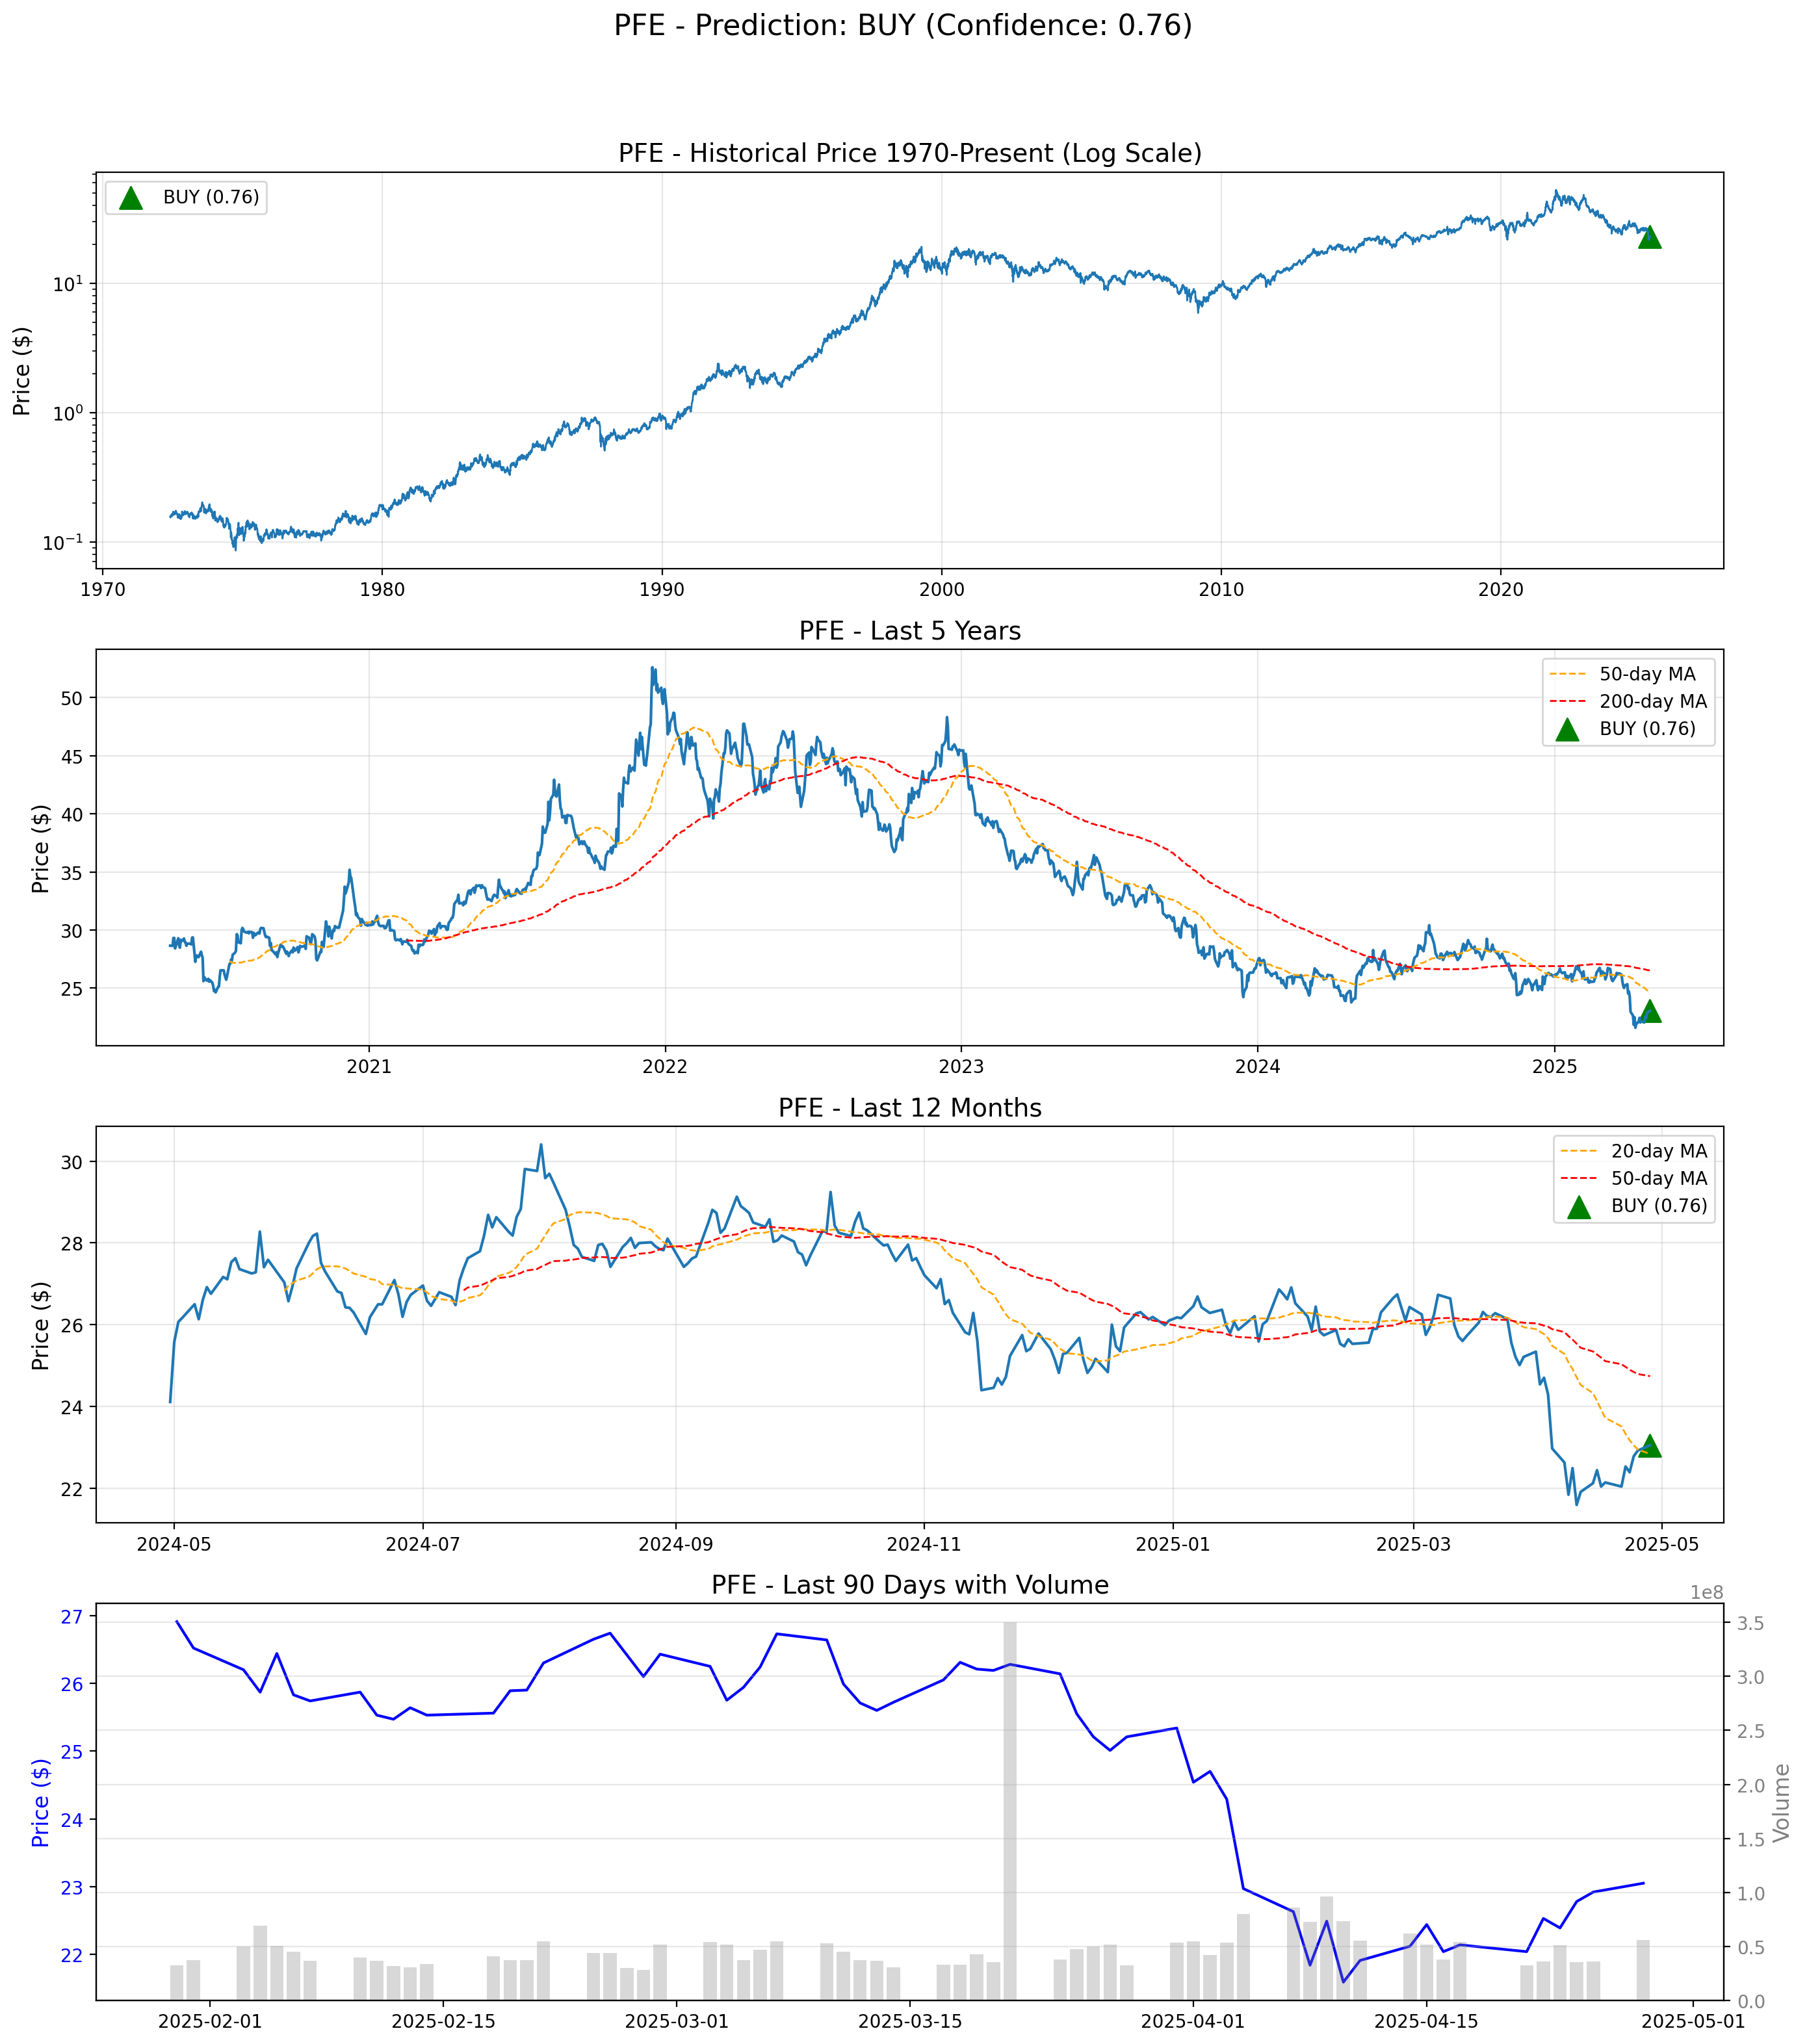 PFE - Prediction: BUY (Confidence: 0.76)
PFE - Historical Price 1970-Present (Log Scale)
BUY (0.76)
Price ($)
10¹
10⁰
10⁻¹
1970 1980 1990 2000 2010 2020
PFE - Last 5 Years
50-day MA
200-day MA
BUY (0.76)
Price ($)
50
45
40
35
30
25
2021 2022 2023 2024 2025
PFE - Last 12 Months
20-day MA
50-day MA
BUY (0.76)
Price ($)
30
28
26
24
22
2024-05 2024-07 2024-09 2024-11 2025-01 2025-03 2025-05
PFE - Last 90 Days with Volume
1e8
Price ($)
27
26
25
24
23
22
3.5
3.0
2.5
2.0
1.5
1.0
0.5
0.0
Volume
2025-02-01 2025-02-15 2025-03-01 2025-03-15 2025-04-01 2025-04-15 2025-05-01